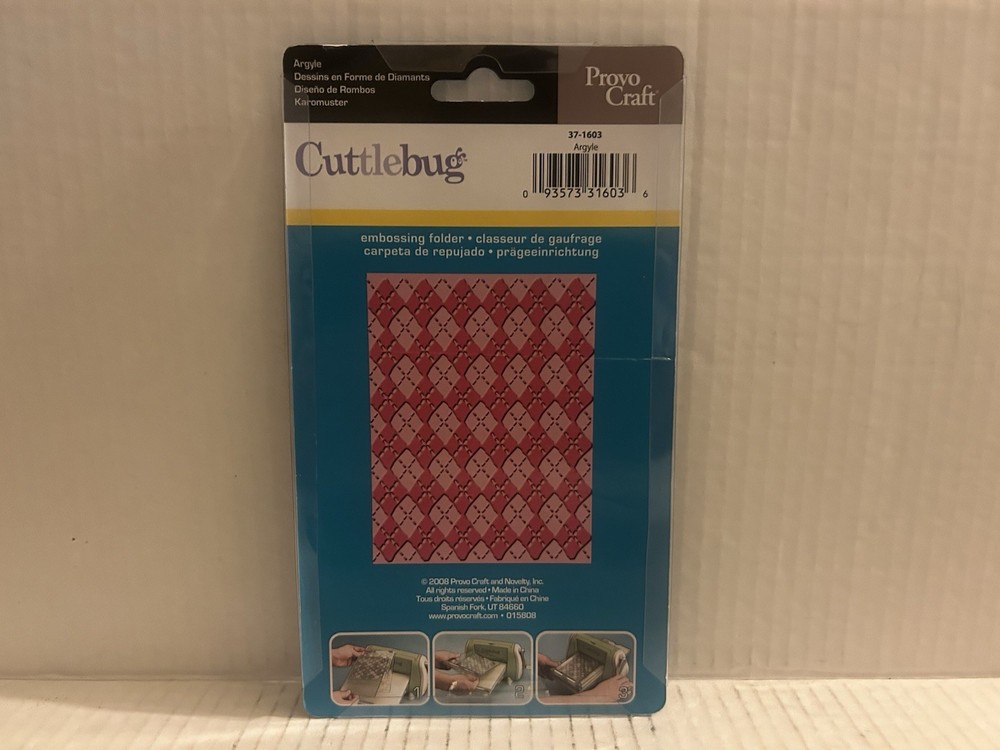 Argyle
Dessins en Forme de Diamants
Diseño de Rombos
Karomuster
Provo
Craft
Cuttlebug
37-1603
Argyle
0 93573 31603 6
embossing folder • classeur de gaufrage
carpeta de repujado • prägeeinrichtung
© 2008 Provo Craft and Novelty, Inc.
All rights reserved • Made in China
Tous droits réservés • Fabriqué en Chine
Spanish Fork, UT 84660
www.provocraft.com • 015808
1 2 3